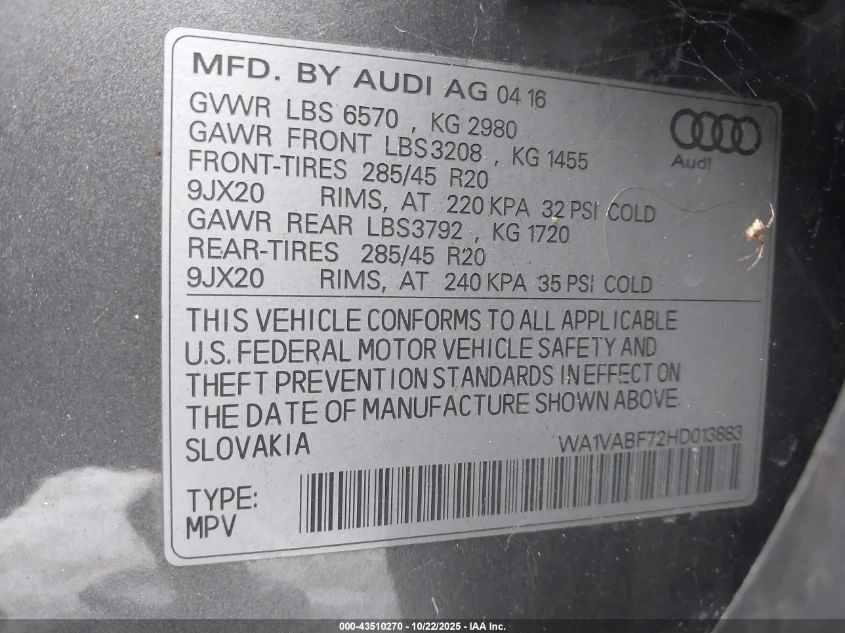 MFD. BY AUDI AG 04 16
GVWR LBS 6570 , KG 2980
GAWR FRONT LBS3208 , KG 1455
FRONT-TIRES 285/45 R20
9JX20 RIMS, AT 220 KPA 32 PSI COLD
GAWR REAR LBS3792 , KG 1720
REAR-TIRES 285/45 R20
9JX20 RIMS, AT 240 KPA 35 PSI COLD
Audi
THIS VEHICLE CONFORMS TO ALL APPLICABLE
U.S. FEDERAL MOTOR VEHICLE SAFETY AND
THEFT PREVENTION STANDARDS IN EFFECT ON
THE DATE OF MANUFACTURE SHOWN ABOVE.
SLOVAKIA WA1VABF72HD013883
TYPE:
MPV
000-43510270 - 10/22/2025 - IAA Inc.